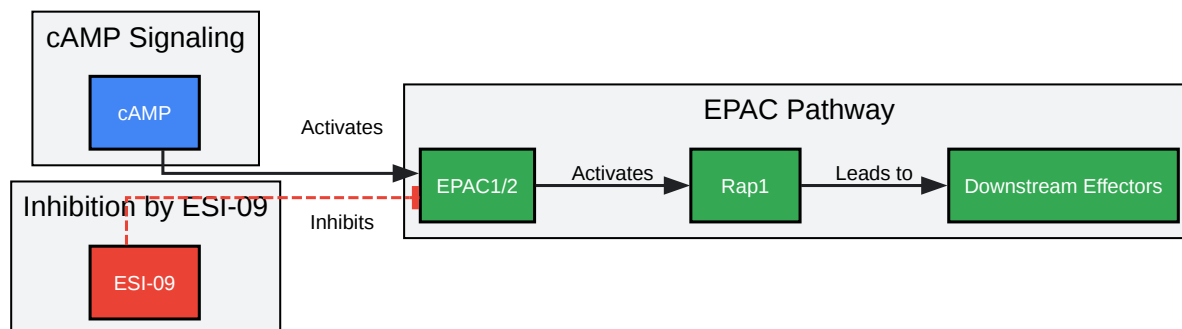 cAMP Signaling
cAMP
Activates
EPAC Pathway
EPAC1/2
Activates
Rap1
Leads to
Downstream Effectors
Inhibition by ESI-09
Inhibits
ESI-09